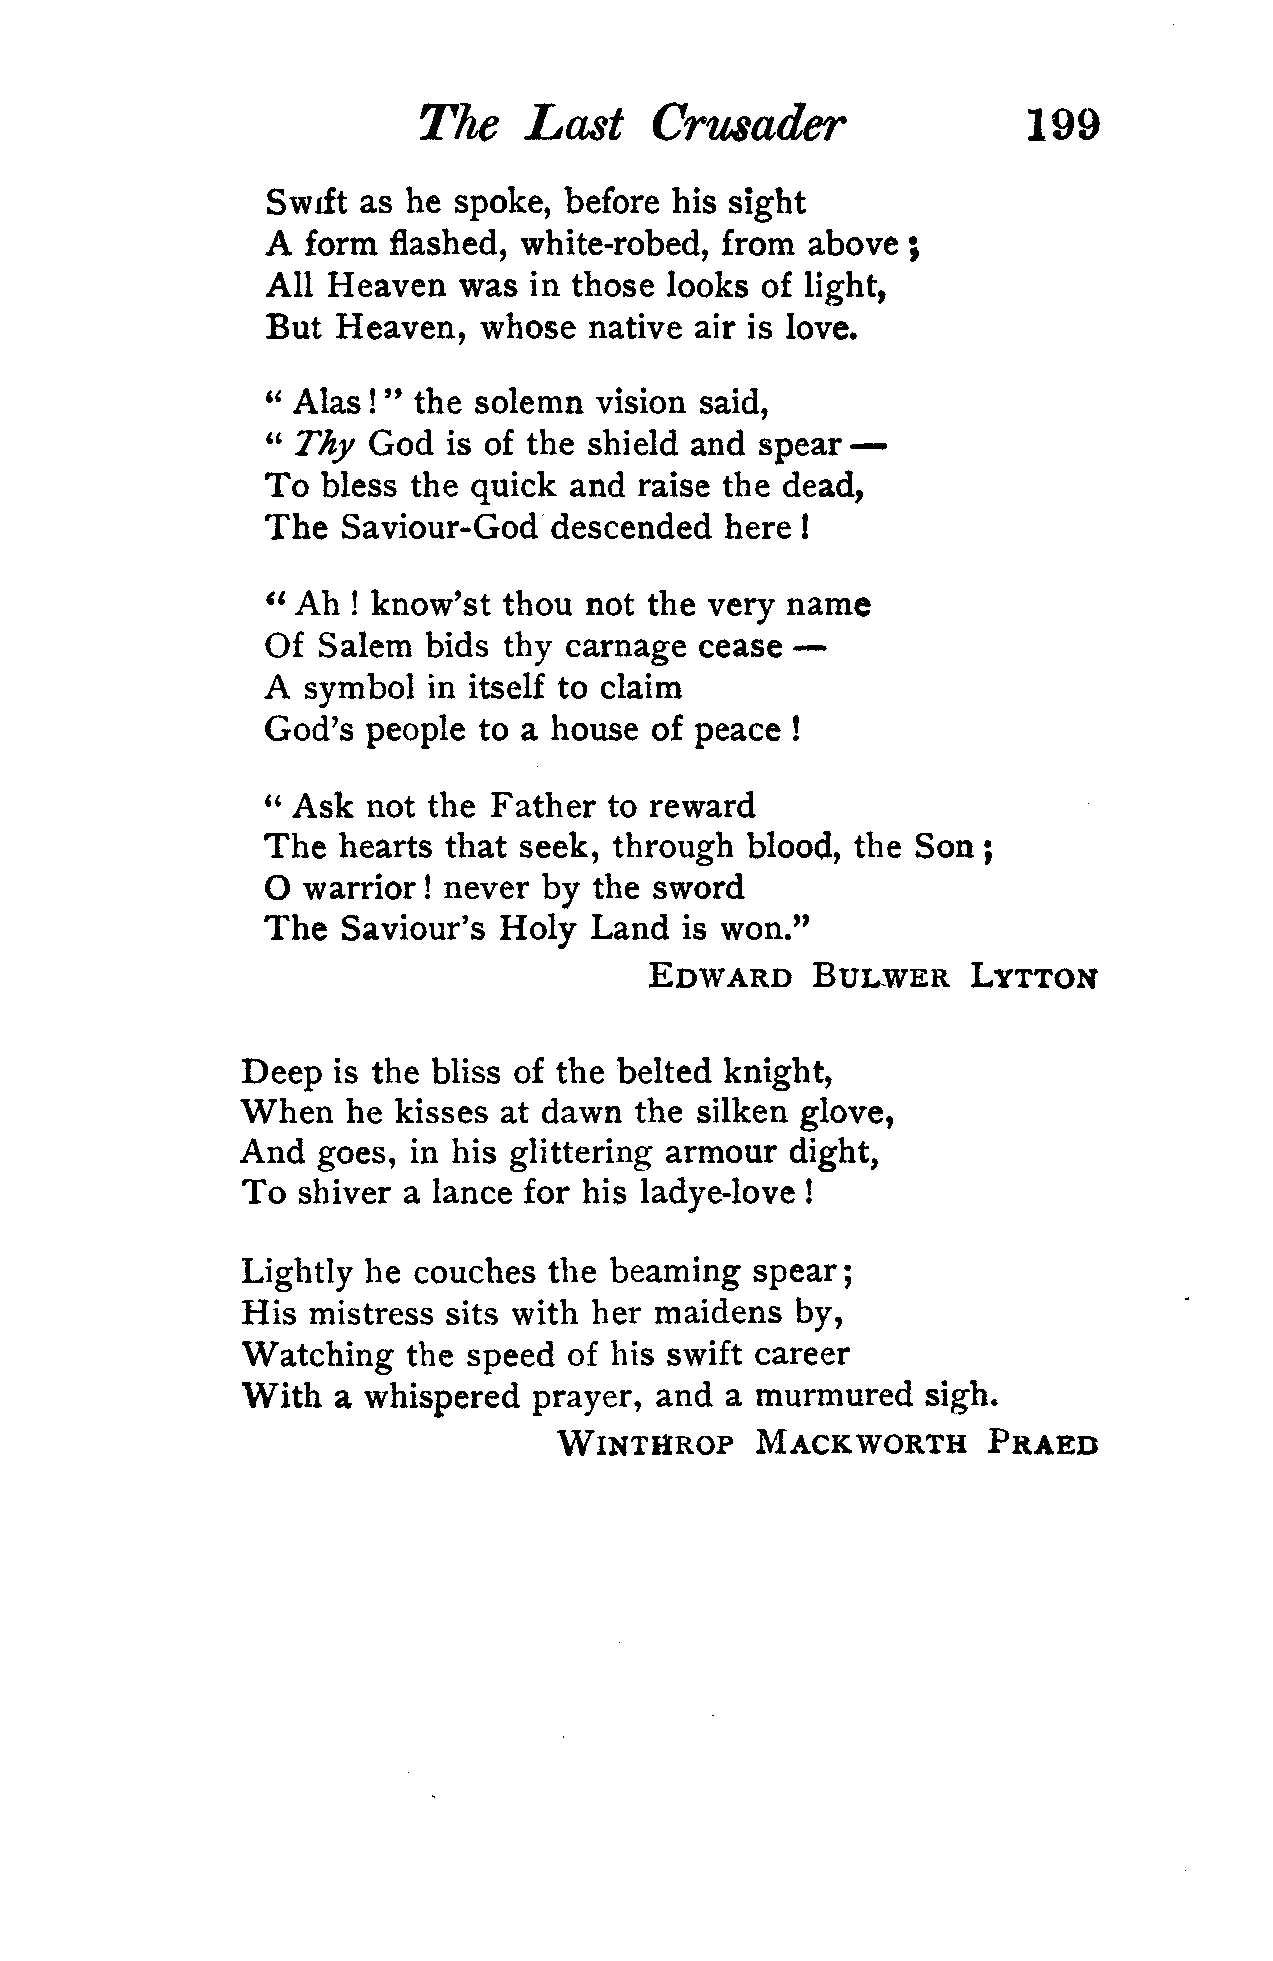 The Last Crusader 199
Swift as he spoke, before his sight
A form flashed, white-robed, from above;
All Heaven was in those looks of light,
But Heaven, whose native air is love.
"Alas!" the solemn vision said,
"Thy God is of the shield and spear —
To bless the quick and raise the dead,
The Saviour-God descended here!
"Ah! know'st thou not the very name
Of Salem bids thy carnage cease —
A symbol in itself to claim
God's people to a house of peace!
"Ask not the Father to reward
The hearts that seek, through blood, the Son;
O warrior! never by the sword
The Saviour's Holy Land is won."
EDWARD BULWER LYTTON
Deep is the bliss of the belted knight,
When he kisses at dawn the silken glove,
And goes, in his glittering armour dight,
To shiver a lance for his ladye-love!
Lightly he couches the beaming spear;
His mistress sits with her maidens by,
Watching the speed of his swift career
With a whispered prayer, and a murmured sigh.
WINTHROP MACKWORTH PRAED